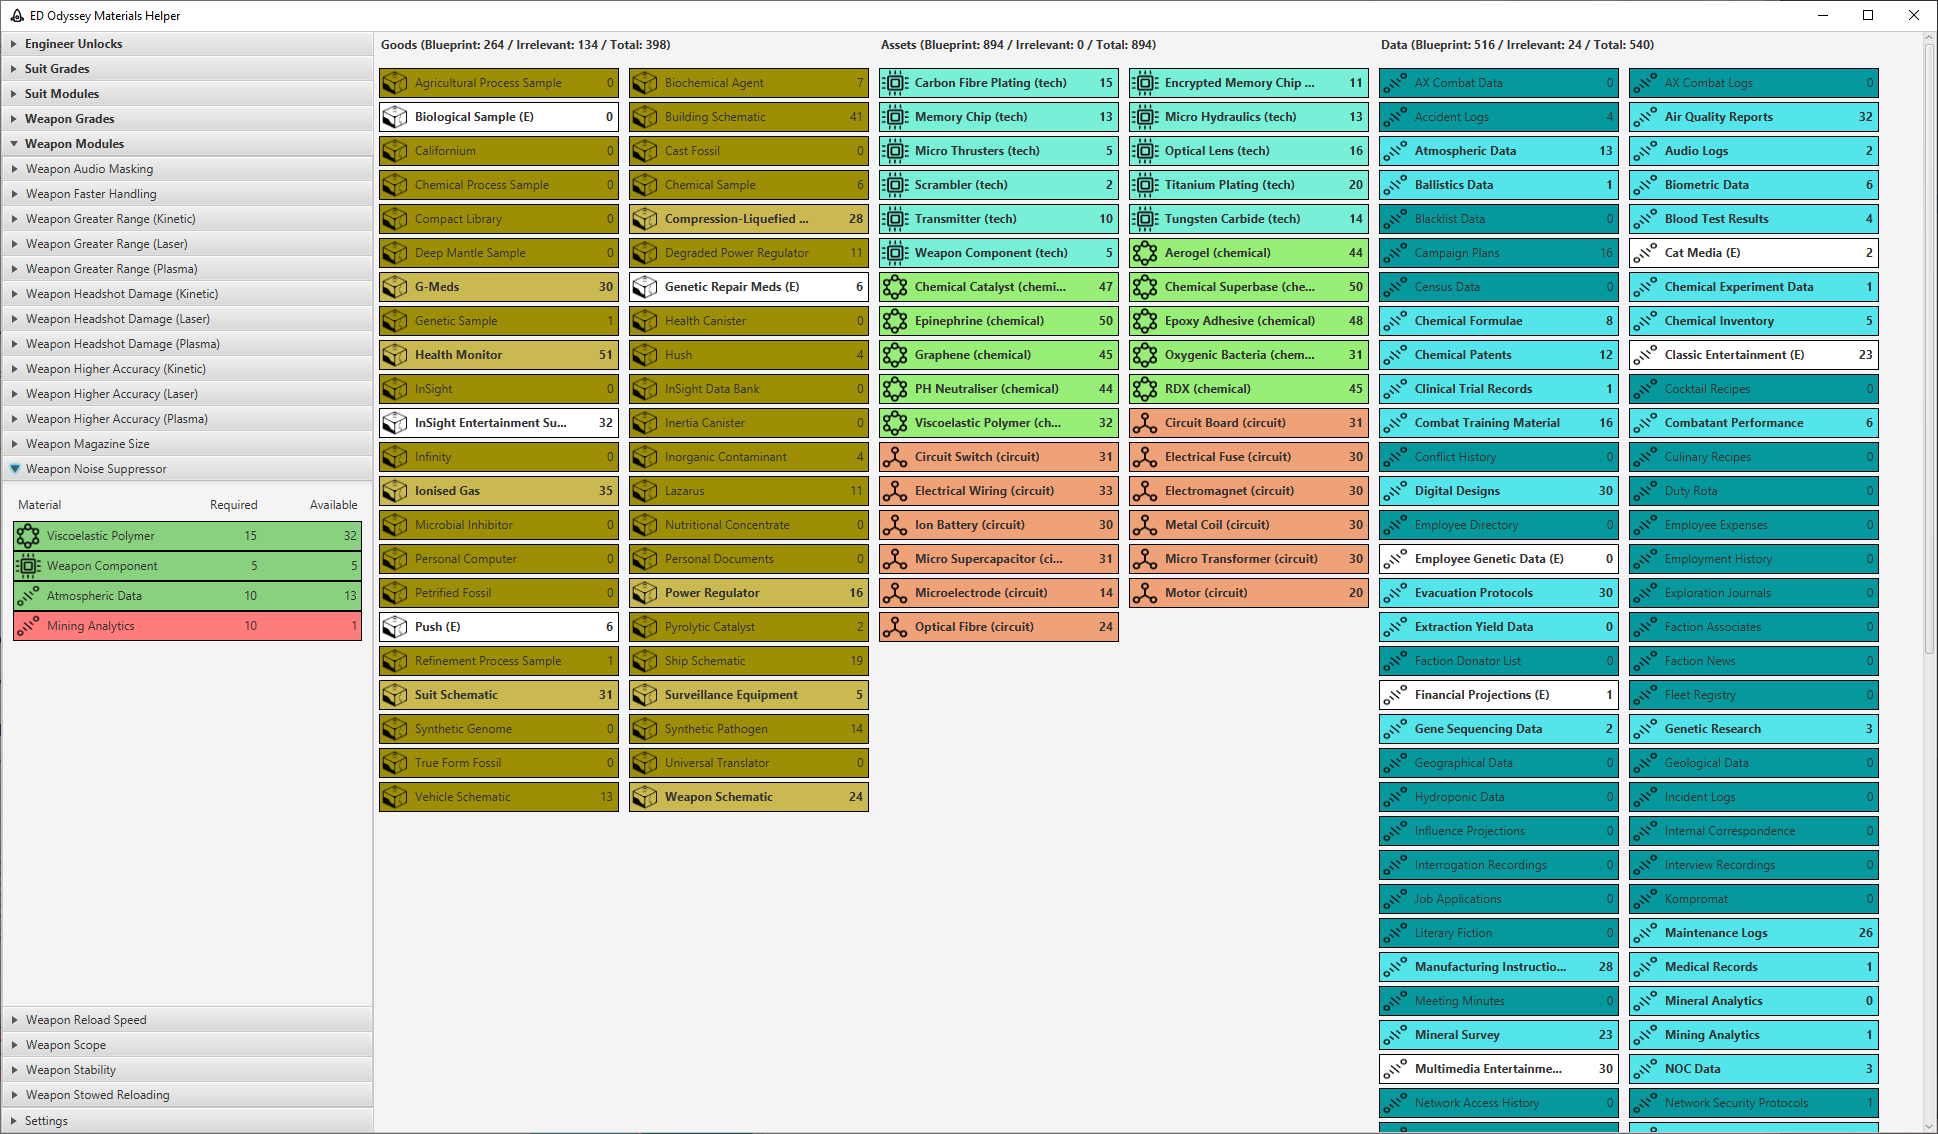 ED Odyssey Materials Helper
Engineer Unlocks
Suit Grades
Suit Modules
Weapon Grades
Weapon Modules
Weapon Audio Masking
Weapon Faster Handling
Weapon Greater Range (Kinetic)
Weapon Greater Range (Laser)
Weapon Greater Range (Plasma)
Weapon Headshot Damage (Kinetic)
Weapon Headshot Damage (Laser)
Weapon Headshot Damage (Plasma)
Weapon Higher Accuracy (Kinetic)
Weapon Higher Accuracy (Laser)
Weapon Higher Accuracy (Plasma)
Weapon Magazine Size
Weapon Noise Suppressor
Material Required Available
Viscoelastic Polymer 15 32
Weapon Component 5 5
Atmospheric Data 10 13
Mining Analytics 10 1
Weapon Reload Speed
Weapon Scope
Weapon Stability
Weapon Stowed Reloading
Settings
Goods (Blueprint: 264 / Irrelevant: 134 / Total: 398)
Agricultural Process Sample 0 Biochemical Agent 7
Biological Sample (E) 0 Building Schematic 41
Californium 0 Cast Fossil 0
Chemical Process Sample 0 Chemical Sample 6
Compact Library 0 Compression-Liquefied ... 28
Deep Mantle Sample 0 Degraded Power Regulator 11
G-Meds 30 Genetic Repair Meds (E) 6
Genetic Sample 1 Health Canister 0
Health Monitor 51 Hush 4
InSight 0 InSight Data Bank 0
InSight Entertainment Su... 32 Inertia Canister 0
Infinity 0 Inorganic Contaminant 4
Ionised Gas 35 Lazarus 11
Microbial Inhibitor 0 Nutritional Concentrate 0
Personal Computer 0 Personal Documents 0
Petrified Fossil 0 Power Regulator 16
Push (E) 6 Pyrolytic Catalyst 2
Refinement Process Sample 1 Ship Schematic 19
Suit Schematic 31 Surveillance Equipment 5
Synthetic Genome 0 Synthetic Pathogen 14
True Form Fossil 0 Universal Translator 0
Vehicle Schematic 13 Weapon Schematic 24
Assets (Blueprint: 894 / Irrelevant: 0 / Total: 894)
Carbon Fibre Plating (tech) 15 Encrypted Memory Chip ... 11
Memory Chip (tech) 13 Micro Hydraulics (tech) 13
Micro Thrusters (tech) 5 Optical Lens (tech) 16
Scrambler (tech) 2 Titanium Plating (tech) 20
Transmitter (tech) 10 Tungsten Carbide (tech) 14
Weapon Component (tech) 5 Aerogel (chemical) 44
Chemical Catalyst (chemi... 47 Chemical Superbase (che... 50
Epinephrine (chemical) 50 Epoxy Adhesive (chemical) 48
Graphene (chemical) 45 Oxygenic Bacteria (chem... 31
PH Neutraliser (chemical) 44 RDX (chemical) 45
Viscoelastic Polymer (ch... 32 Circuit Board (circuit) 31
Circuit Switch (circuit) 31 Electrical Fuse (circuit) 30
Electrical Wiring (circuit) 33 Electromagnet (circuit) 30
Ion Battery (circuit) 30 Metal Coil (circuit) 30
Micro Supercapacitor (ci... 31 Micro Transformer (circuit) 30
Microelectrode (circuit) 14 Motor (circuit) 20
Optical Fibre (circuit) 24
Data (Blueprint: 516 / Irrelevant: 24 / Total: 540)
AX Combat Data 0 AX Combat Logs 0
Accident Logs 4 Air Quality Reports 32
Atmospheric Data 13 Audio Logs 2
Ballistics Data 1 Biometric Data 6
Blacklist Data 0 Blood Test Results 4
Campaign Plans 16 Cat Media (E) 2
Census Data 0 Chemical Experiment Data 1
Chemical Formulae 8 Chemical Inventory 5
Chemical Patents 12 Classic Entertainment (E) 23
Clinical Trial Records 1 Cocktail Recipes 0
Combat Training Material 16 Combatant Performance 6
Conflict History 0 Culinary Recipes 0
Digital Designs 30 Duty Rota 0
Employee Directory 0 Employee Expenses 0
Employee Genetic Data (E) 0 Employment History 0
Evacuation Protocols 30 Exploration Journals 0
Extraction Yield Data 0 Faction Associates 0
Faction Donator List 0 Faction News 0
Financial Projections (E) 1 Fleet Registry 0
Gene Sequencing Data 2 Genetic Research 3
Geographical Data 0 Geological Data 0
Hydroponic Data 0 Incident Logs 0
Influence Projections 0 Internal Correspondence 0
Interrogation Recordings 0 Interview Recordings 0
Job Applications 0 Kompromat 0
Literary Fiction 0 Maintenance Logs 26
Manufacturing Instructio... 28 Medical Records 1
Meeting Minutes 0 Mineral Analytics 0
Mineral Survey 23 Mining Analytics 1
Multimedia Entertainme... 30 NOC Data 3
Network Access History 0 Network Security Protocols 1